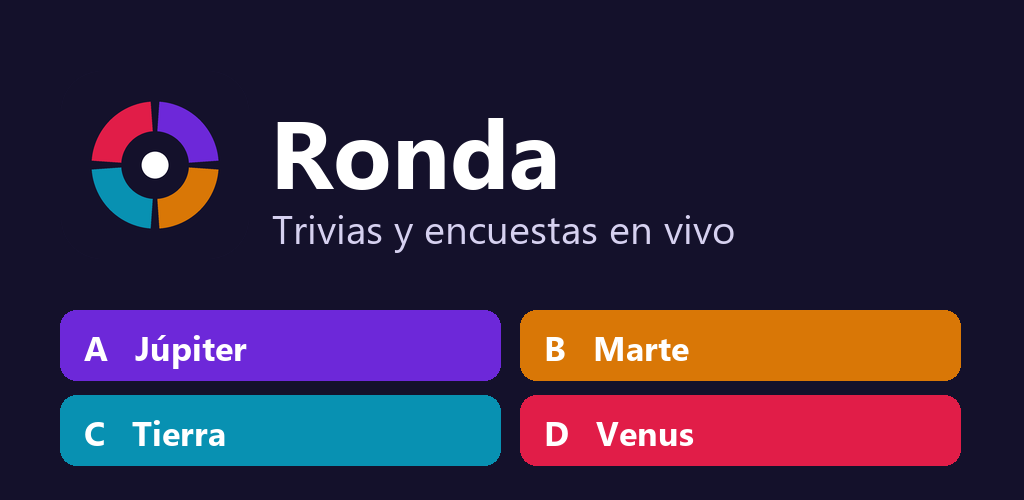 Ronda
Trivias y encuestas en vivo
A Júpiter
B Marte
C Tierra
D Venus